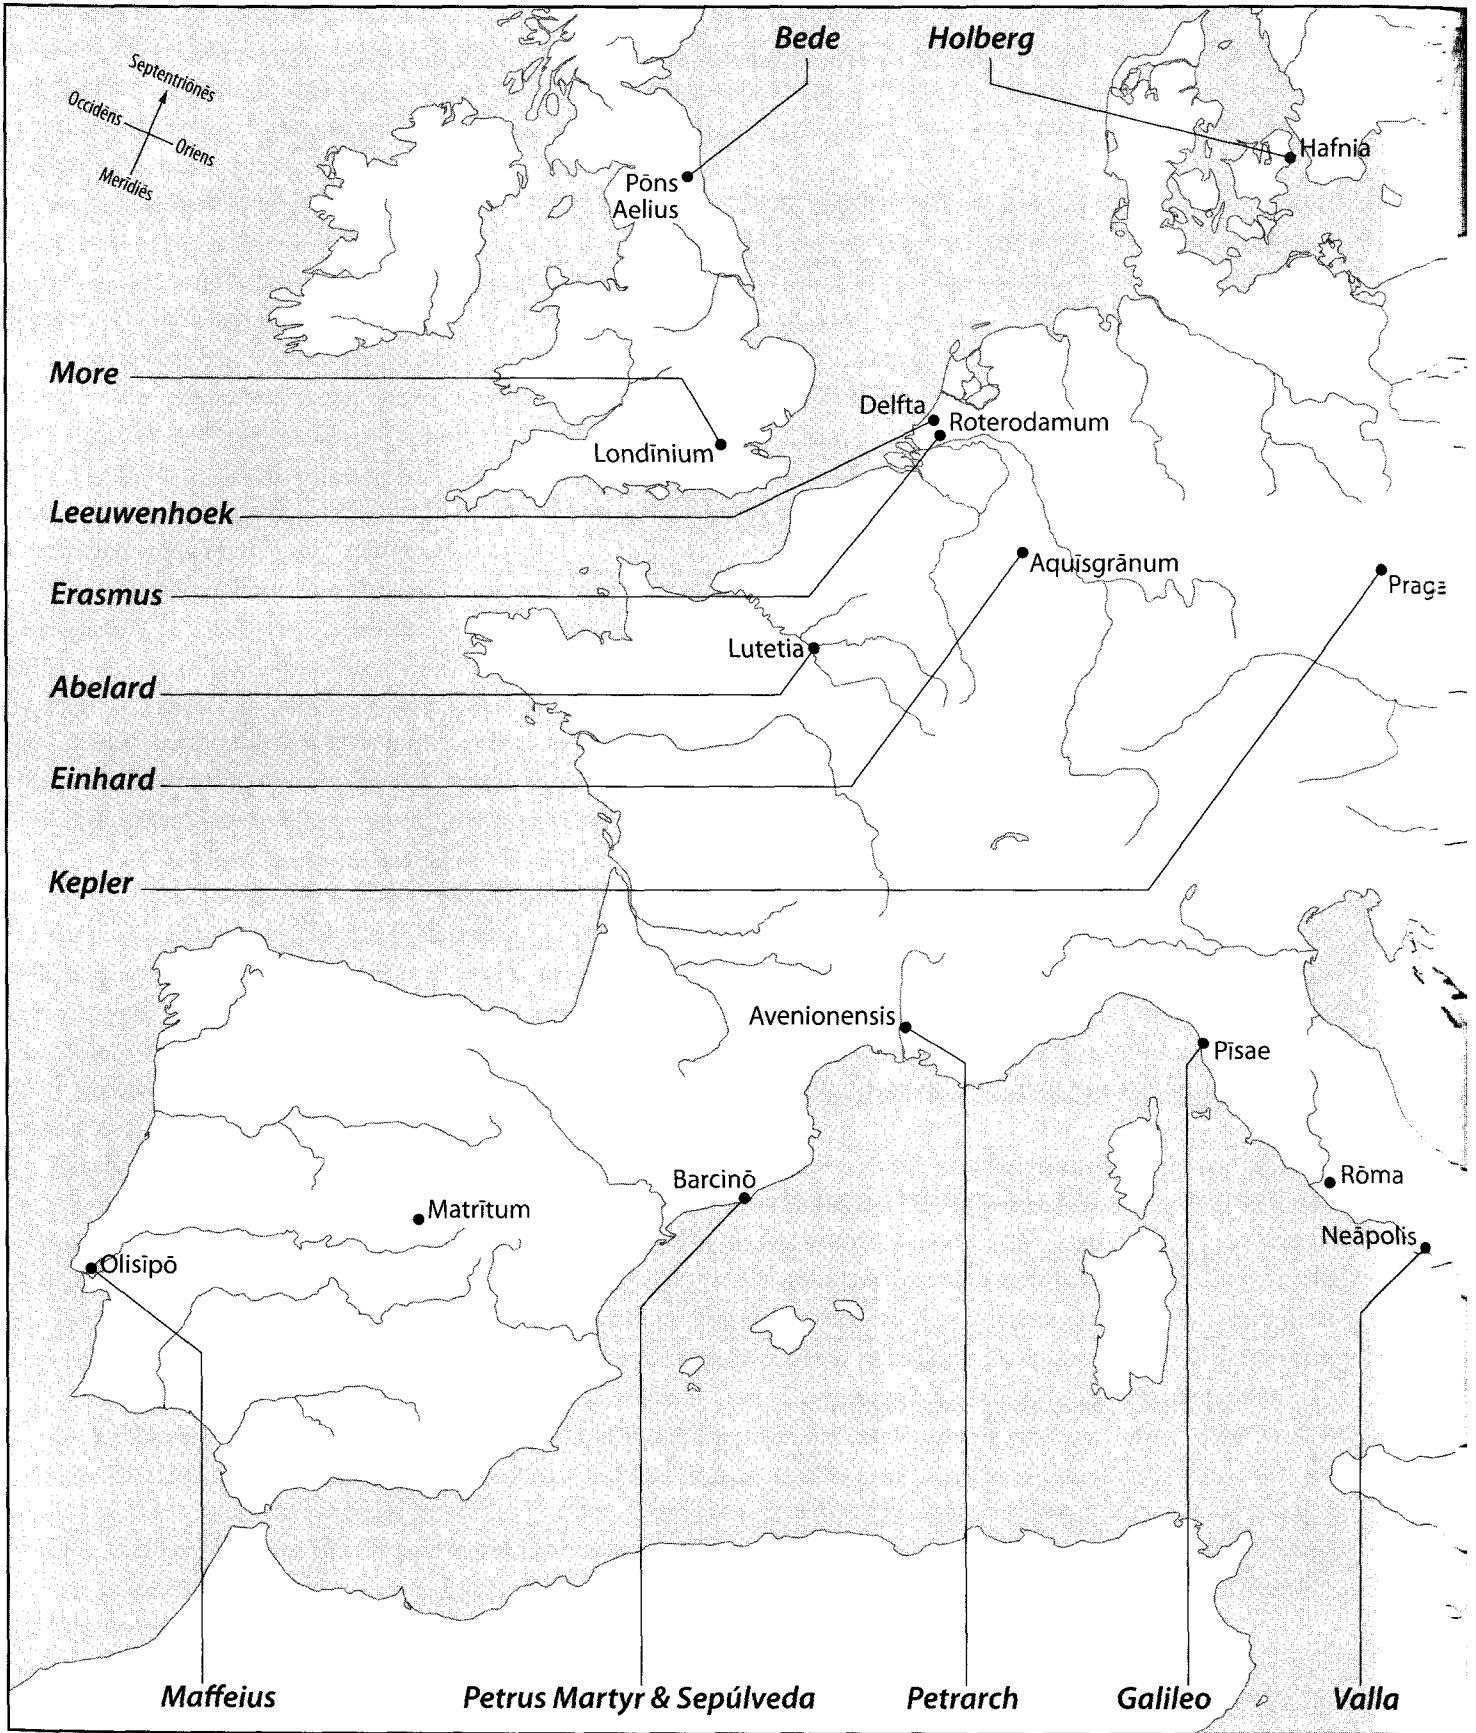 Bede
Holberg
Septentriōnēs
Occidēns
Oriens
Merīdiēs
Hafnia
Pōns
Aelius
More
Delfta
Roterodamum
Londīnium
Leeuwenhoek
Aquīsgrānum
Erasmus
Lutetia
Abelard
Einhard
Kepler
Avenionensis
Pīsae
Barcinō
Rōma
Matrītum
Neāpolis
Olisīpō
Maffeius
Petrus Martyr & Sepúlveda
Petrarch
Galileo
Valla